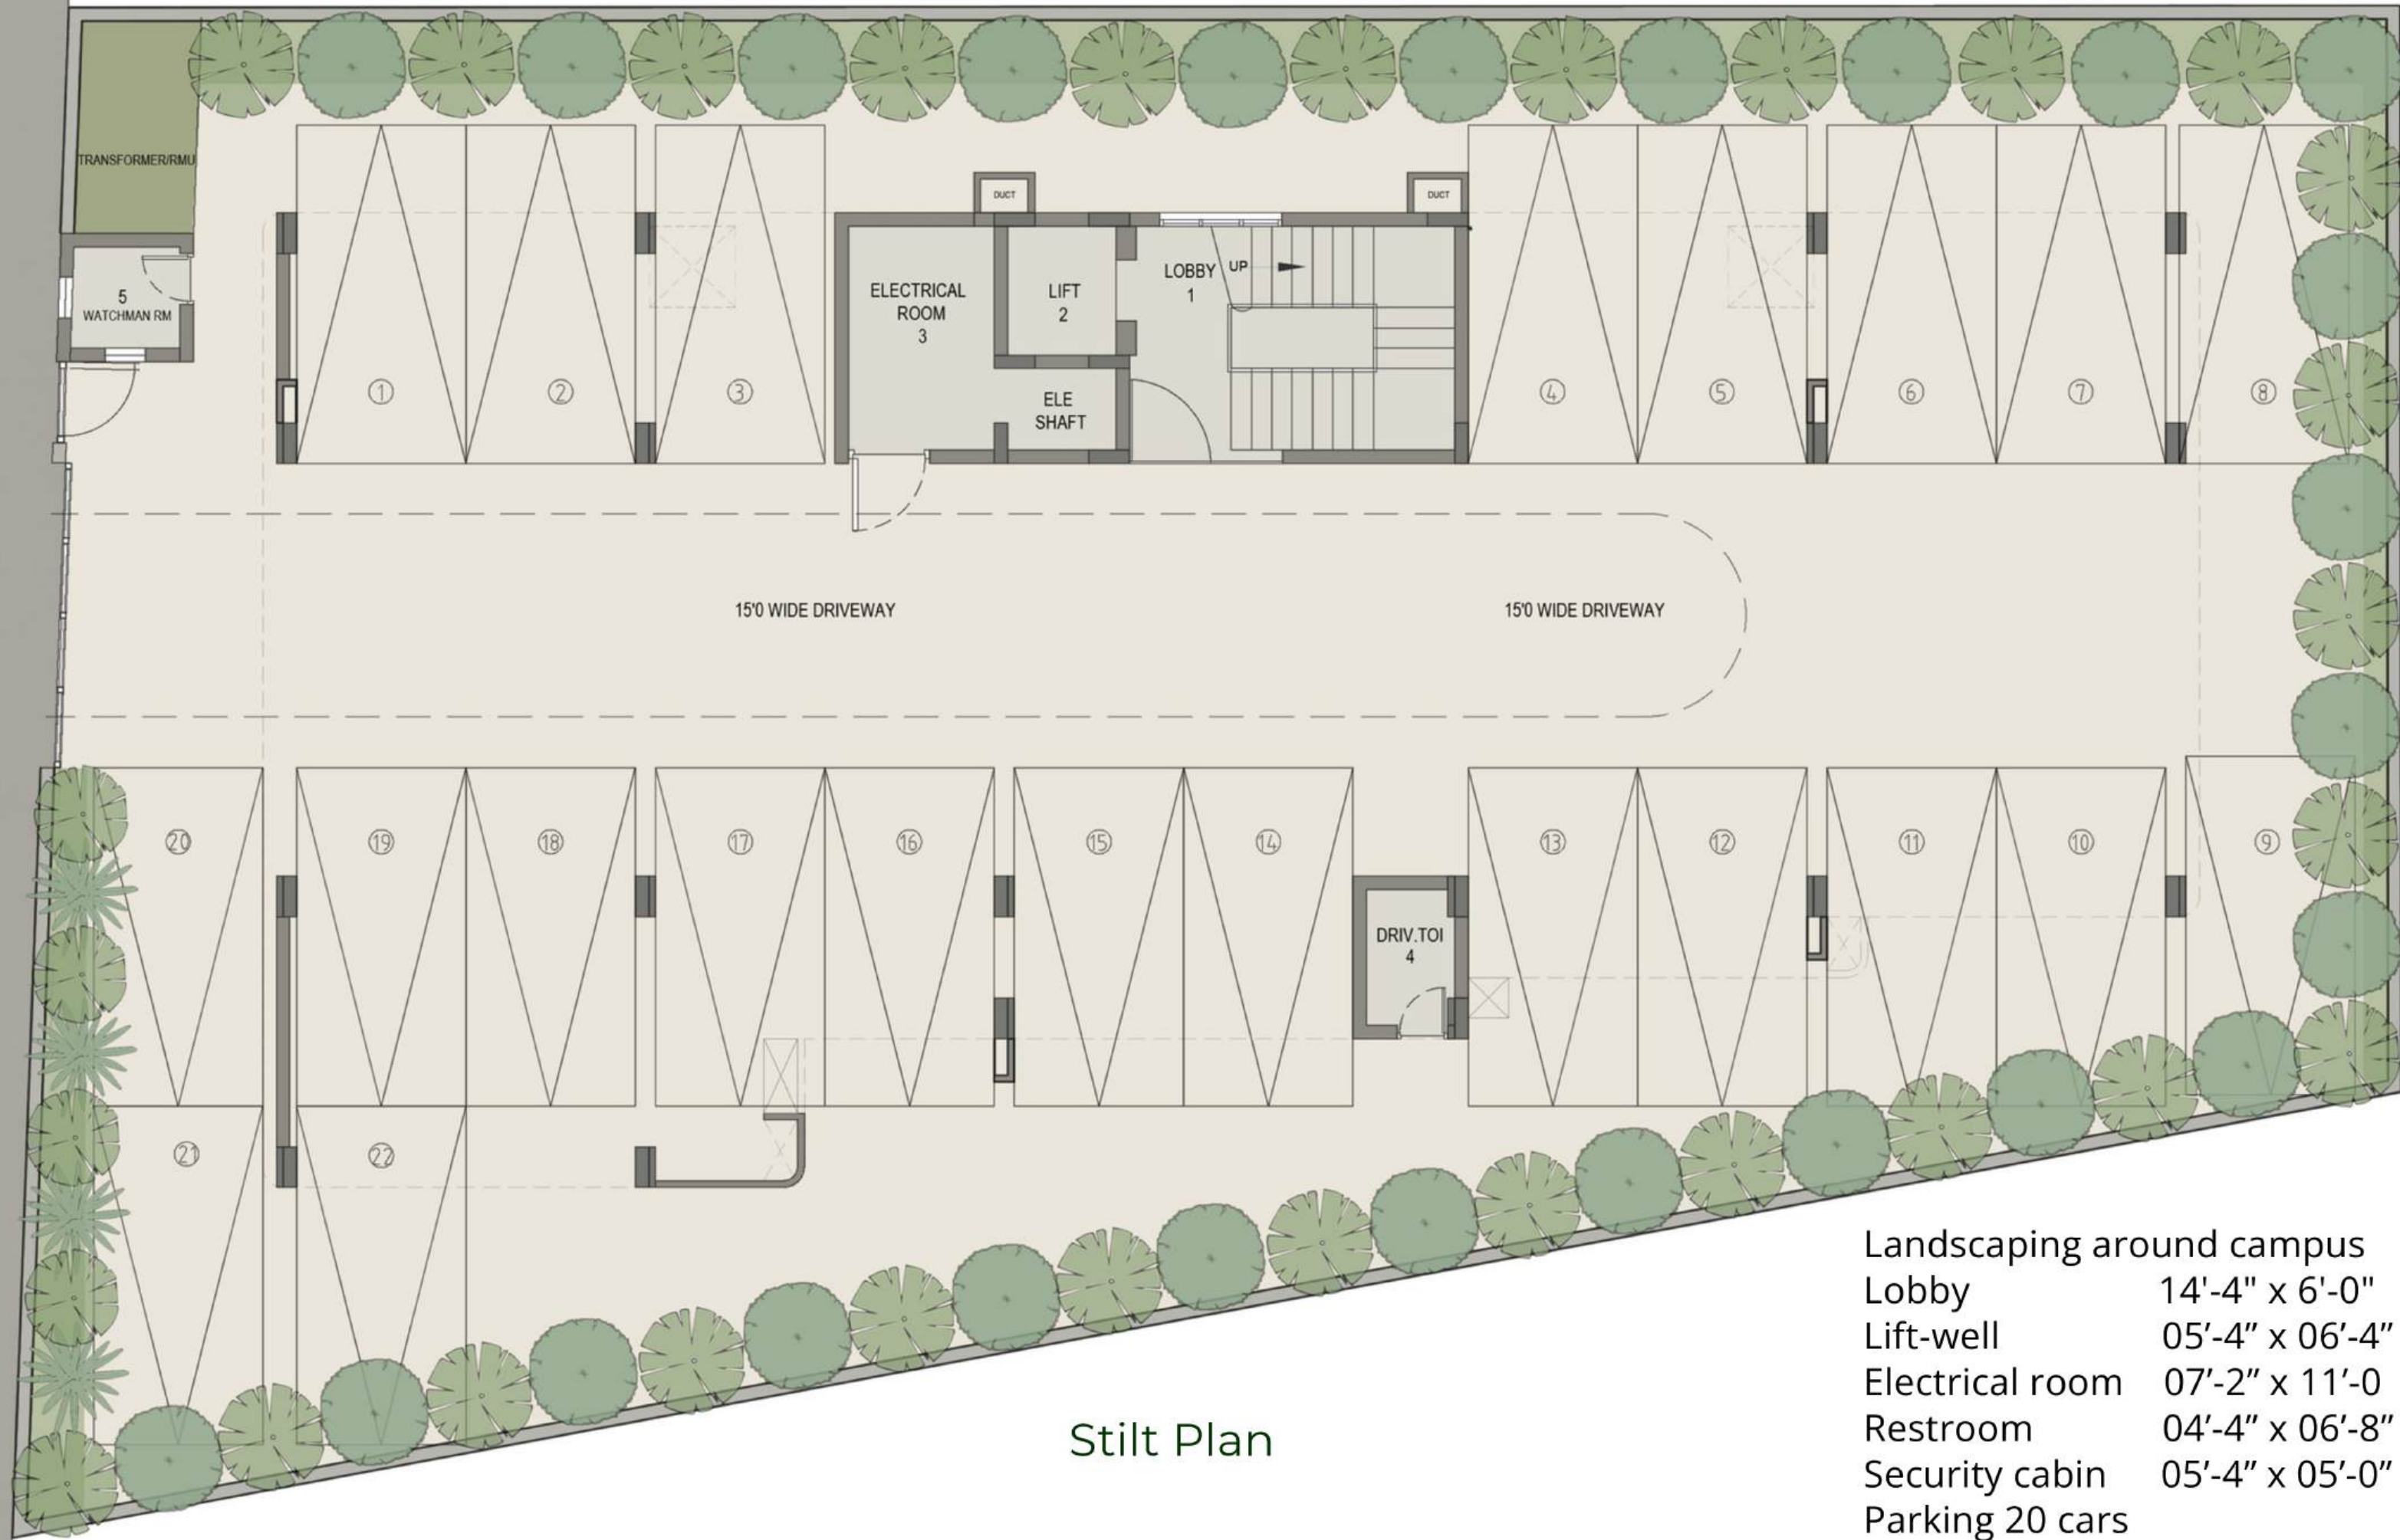 TRANSFORMER/RMU
DUCT
DUCT
5
WATCHMAN RM
ELECTRICAL
ROOM
3
LIFT
2
LOBBY
1
UP
ELE
SHAFT
1
2
3
4
5
6
7
8
15'0 WIDE DRIVEWAY
15'0 WIDE DRIVEWAY
20
19
18
17
16
15
14
13
12
11
10
9
DRIV.TOI
4
21
22
Stilt Plan
Landscaping around campus
Lobby 14'-4" x 6'-0"
Lift-well 05’-4” x 06’-4”
Electrical room 07’-2” x 11’-0
Restroom 04’-4” x 06’-8”
Security cabin 05’-4” x 05’-0”
Parking 20 cars